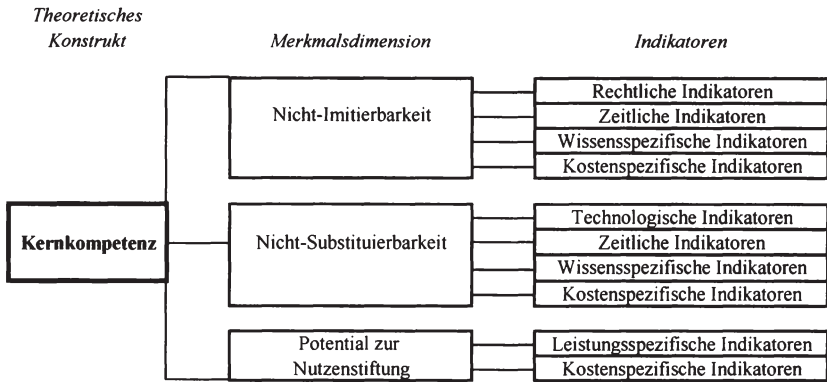 Theoretisches
Konstrukt
Merkmalsdimension
Indikatoren
Kernkompetenz
Nicht-Imitierbarkeit
Rechtliche Indikatoren
Zeitliche Indikatoren
Wissensspezifische Indikatoren
Kostenspezifische Indikatoren
Nicht-Substituierbarkeit
Technologische Indikatoren
Zeitliche Indikatoren
Wissensspezifische Indikatoren
Kostenspezifische Indikatoren
Potential zur
Nutzenstiftung
Leistungsspezifische Indikatoren
Kostenspezifische Indikatoren